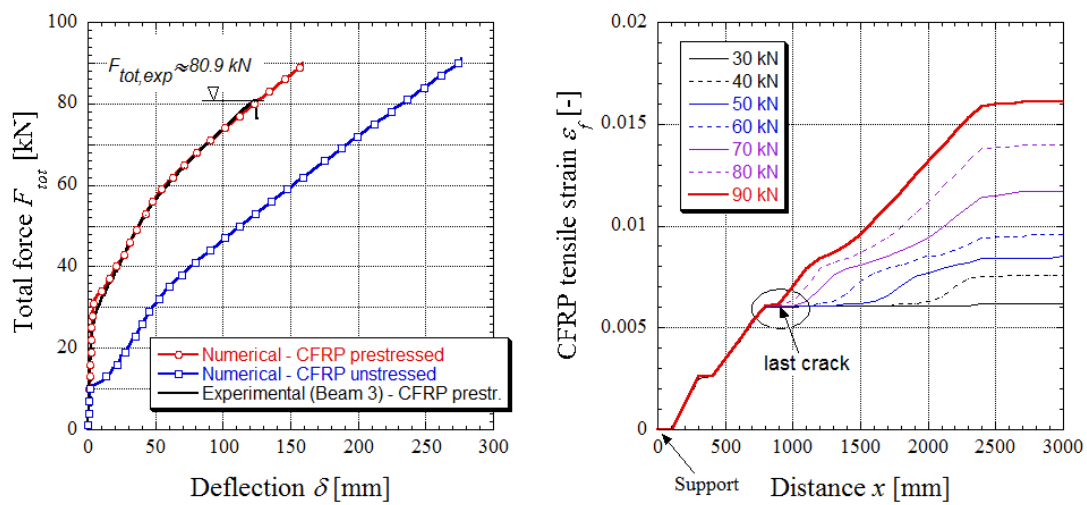 100
80
60
40
20
0
Total force F tot [kN]
F tot,exp ≈80.9 kN
Numerical - CFRP prestressed
Numerical - CFRP unstressed
Experimental (Beam 3) - CFRP prestr.
0 50 100 150 200 250 300
Deflection δ [mm]
0.02
0.015
0.01
0.005
0
CFRP tensile strain ε f [-]
30 kN
40 kN
50 kN
60 kN
70 kN
80 kN
90 kN
last crack
0 500 1000 1500 2000 2500 3000
Support
Distance x [mm]